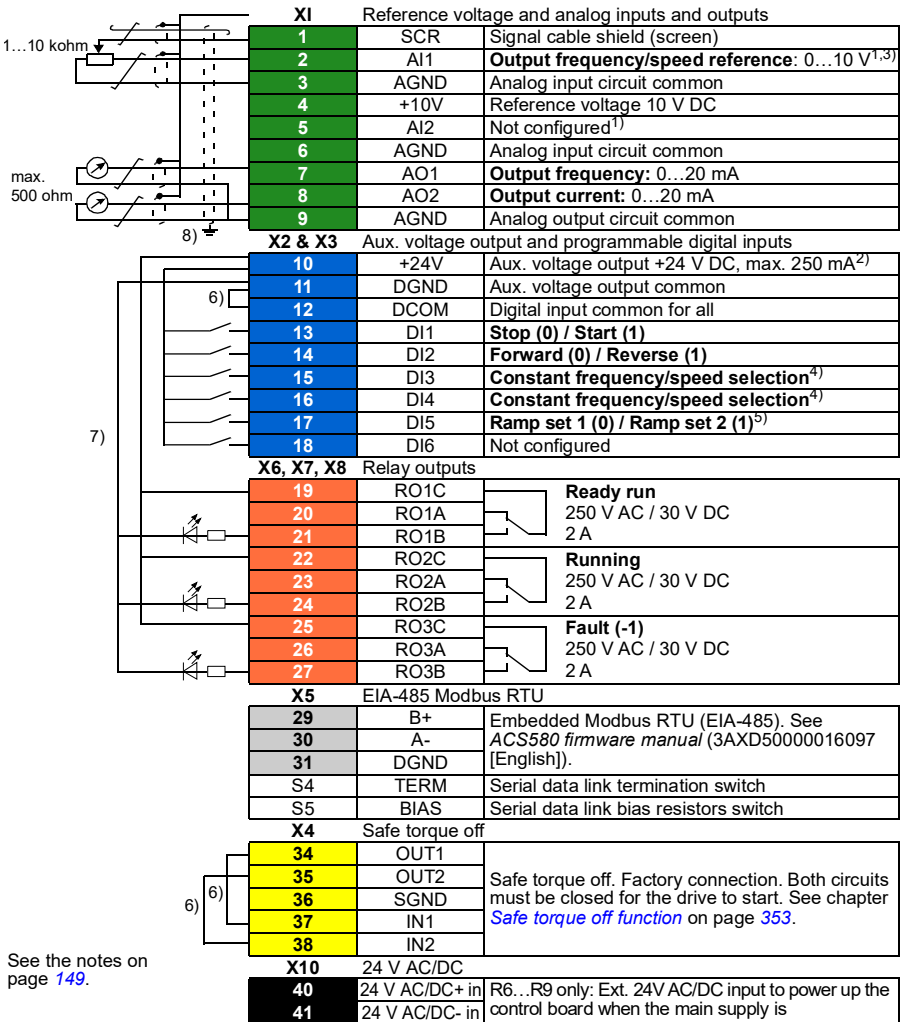 XI Reference voltage and analog inputs and outputs
1…10 kohm
1 SCR Signal cable shield (screen)
2 AI1 Output frequency/speed reference: 0…10 V1,3)
3 AGND Analog input circuit common
4 +10V Reference voltage 10 V DC
5 AI2 Not configured1)
6 AGND Analog input circuit common
max.
500 ohm
7 AO1 Output frequency: 0…20 mA
8 AO2 Output current: 0…20 mA
9 AGND Analog output circuit common
8)
X2 & X3 Aux. voltage output and programmable digital inputs
10 +24V Aux. voltage output +24 V DC, max. 250 mA2)
11 DGND Aux. voltage output common
6)
12 DCOM Digital input common for all
13 DI1 Stop (0) / Start (1)
14 DI2 Forward (0) / Reverse (1)
15 DI3 Constant frequency/speed selection4)
16 DI4 Constant frequency/speed selection4)
17 DI5 Ramp set 1 (0) / Ramp set 2 (1)5)
7)
18 DI6 Not configured
X6, X7, X8 Relay outputs
19 RO1C Ready run
20 RO1A 250 V AC / 30 V DC
21 RO1B 2 A
22 RO2C Running
23 RO2A 250 V AC / 30 V DC
24 RO2B 2 A
25 RO3C Fault (-1)
26 RO3A 250 V AC / 30 V DC
27 RO3B 2 A
X5 EIA-485 Modbus RTU
29 B+ Embedded Modbus RTU (EIA-485). See
30 A- ACS580 firmware manual (3AXD50000016097
31 DGND [English]).
S4 TERM Serial data link termination switch
S5 BIAS Serial data link bias resistors switch
X4 Safe torque off
34 OUT1
35 OUT2 Safe torque off. Factory connection. Both circuits
6) 6) 36 SGND must be closed for the drive to start. See chapter
37 IN1 Safe torque off function on page 353.
38 IN2
See the notes on
page 149.
X10 24 V AC/DC
40 24 V AC/DC+ in R6…R9 only: Ext. 24V AC/DC input to power up the
41 24 V AC/DC- in control board when the main supply is